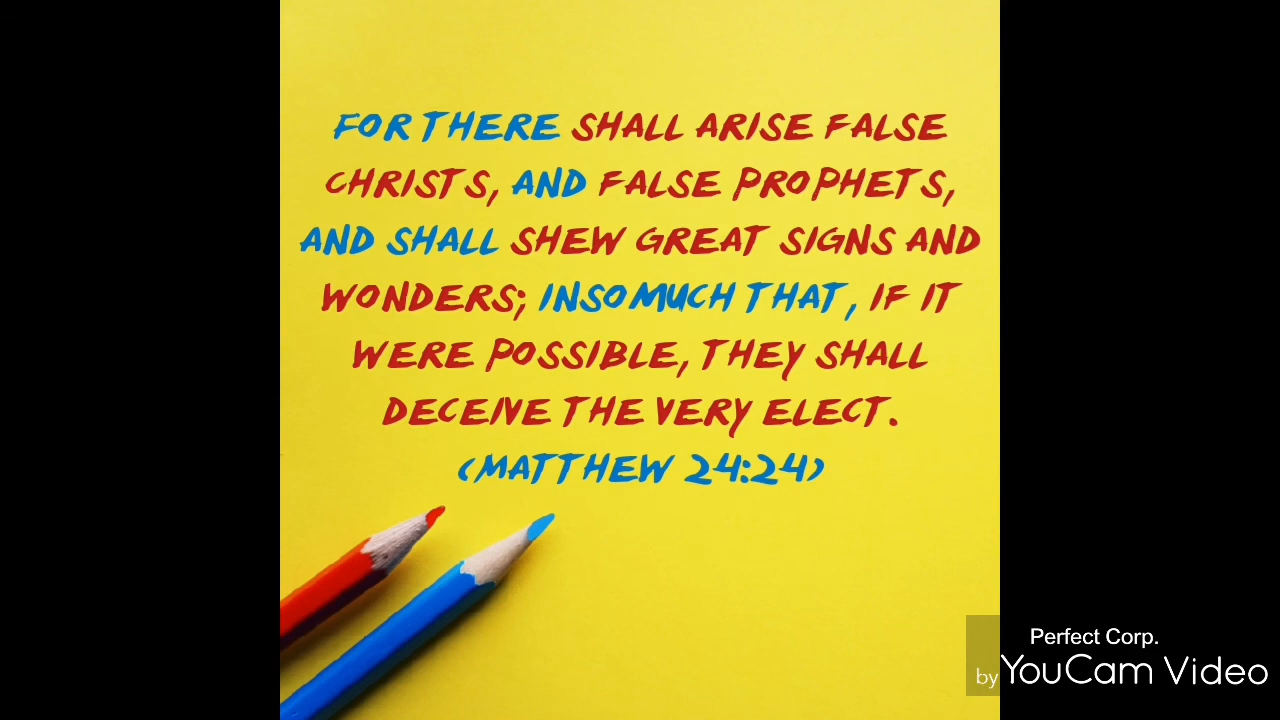 FOR THERE SHALL ARISE FALSE
CHRISTS, AND FALSE PROPHETS,
AND SHALL SHEW GREAT SIGNS AND
WONDERS; INSOMUCH THAT, IF IT
WERE POSSIBLE, THEY SHALL
DECEIVE THE VERY ELECT.
(MATTHEW 24:24)
Perfect Corp.
by YouCam Video